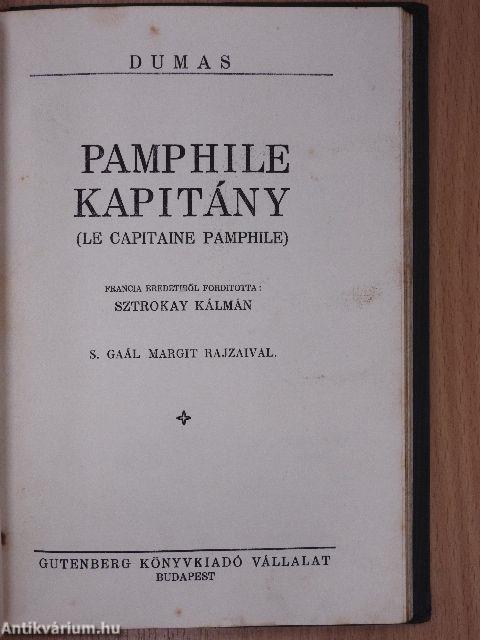 DUMAS
PAMPHILE
KAPITÁNY
(LE CAPITAINE PAMPHILE)
FRANCIA EREDETIBŐL FORDITOTTA:
SZTROKAY KÁLMÁN
S. GAÁL MARGIT RAJZAIVAL.
GUTENBERG KÖNYVKIADÓ VÁLLALAT
BUDAPEST
Antikvárium.hu